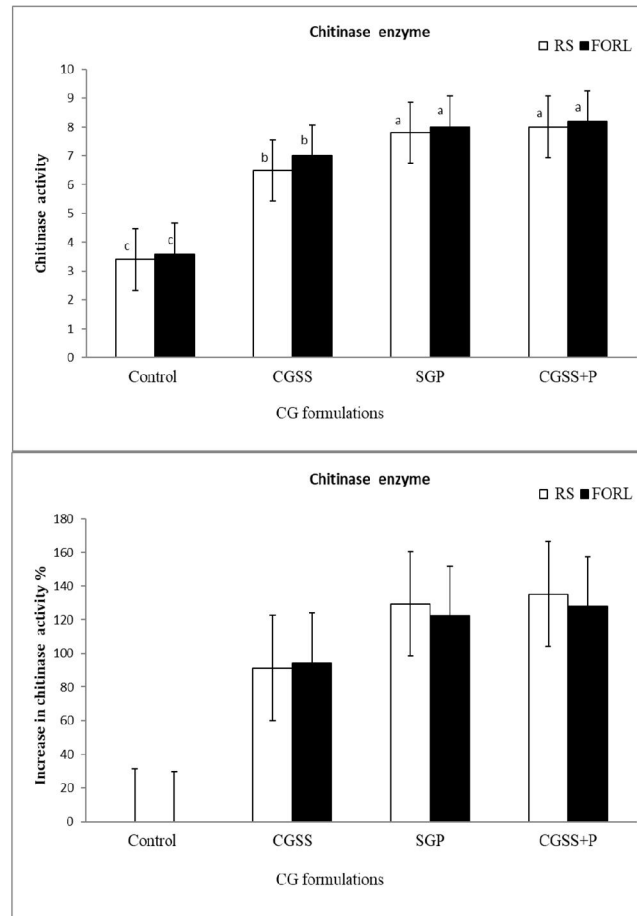 Chitinase enzyme
RS FORL
10
9
8
7
6
5
4
3
2
1
0
Chitinase activity
c c b b a a a a
Control CGSS SGP CGSS+P
CG formulations
Chitinase enzyme
RS FORL
180
160
140
120
100
80
60
40
20
0
Increase in chitinase activity %
Control CGSS SGP CGSS+P
CG formulations